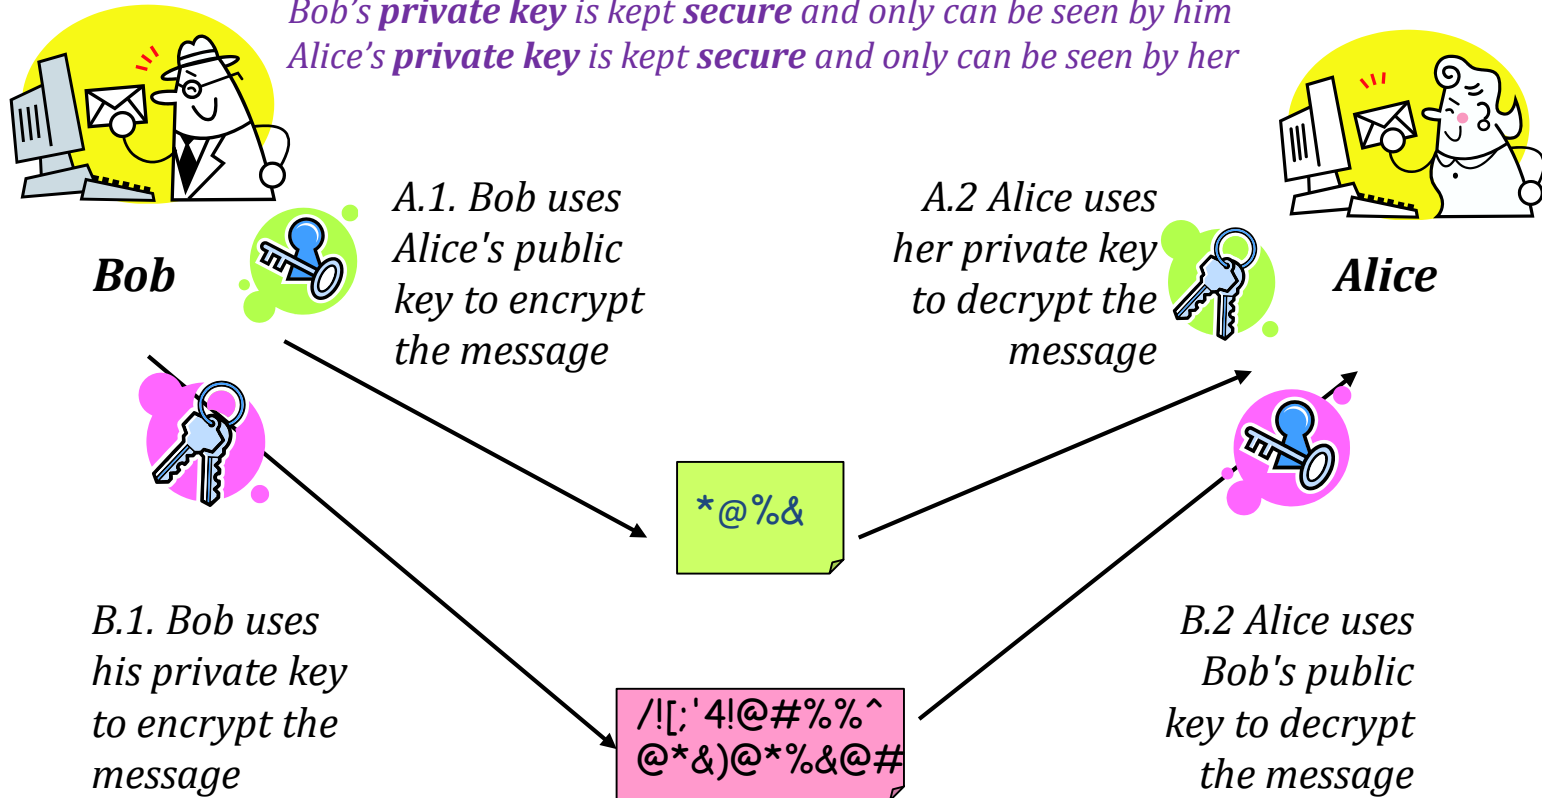 Bob's private key is kept secure and only can be seen by him
Alice's private key is kept secure and only can be seen by her
A.1. Bob uses
Alice's public
key to encrypt
the message
A.2 Alice uses
her private key
to decrypt the
message
Bob
Alice
*@%&
B.1. Bob uses
his private key
to encrypt the
message
B.2 Alice uses
Bob's public
key to decrypt
the message
/![;'4!@#%%^
@*&)@*%&@#